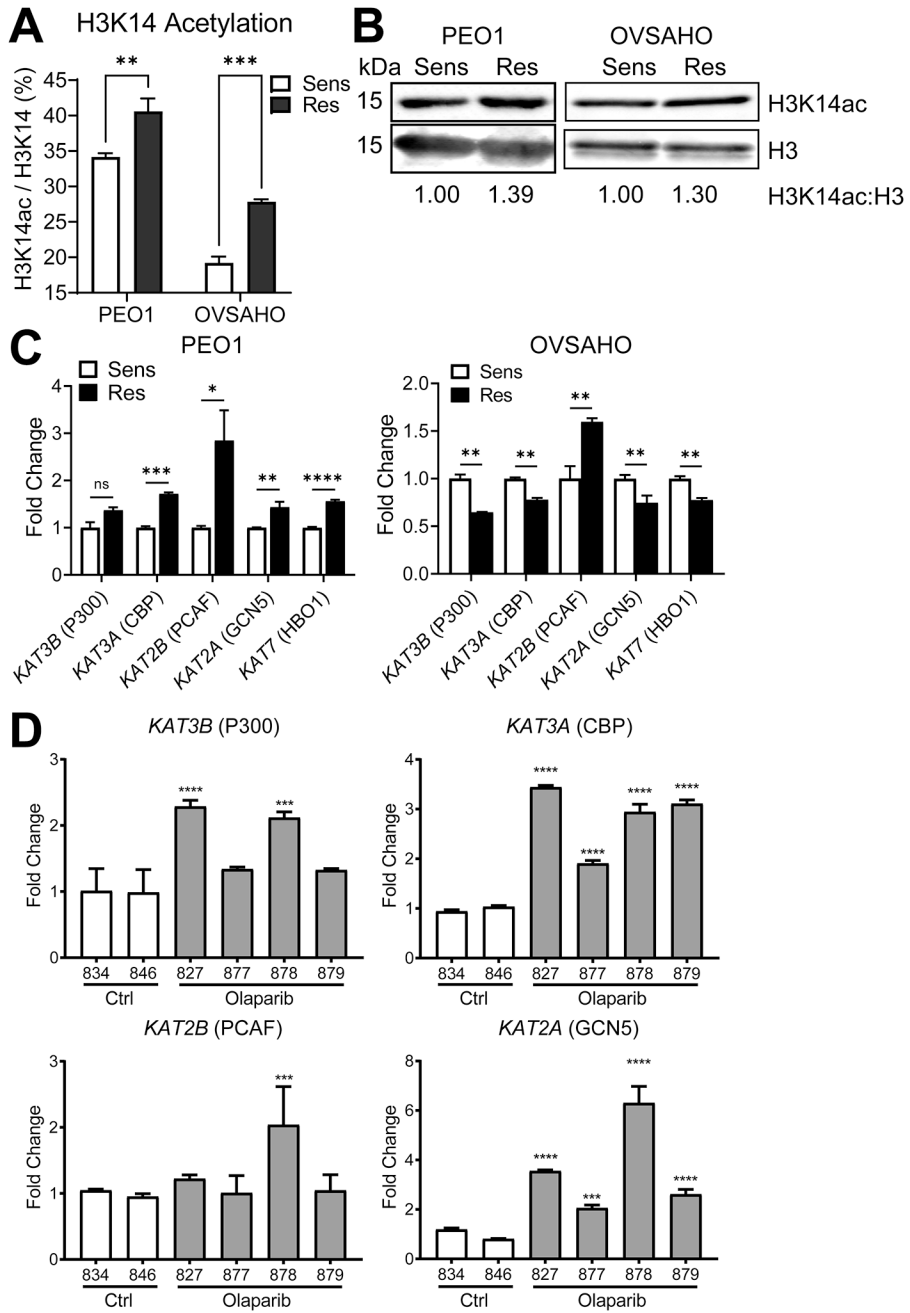 A
H3K14 Acetylation
H3K14ac / H3K14 (%)
45
40
35
30
25
20
15
**
***
Sens
Res
PEO1
OVSAHO
B
PEO1
OVSAHO
kDa
Sens
Res
Sens
Res
15
H3K14ac
15
H3
1.00
1.39
1.00
1.30
H3K14ac:H3
C
PEO1
Sens
Res
Fold Change
4
3
2
1
0
ns
***
*
**
****
KAT3B (P300)
KAT3A (CBP)
KAT2B (PCAF)
KAT2A (GCN5)
KAT7 (HBO1)
OVSAHO
Sens
Res
Fold Change
2.0
1.5
1.0
0.5
0.0
**
**
**
**
**
KAT3B (P300)
KAT3A (CBP)
KAT2B (PCAF)
KAT2A (GCN5)
KAT7 (HBO1)
D
KAT3B (P300)
Fold Change
3
2
1
0
****
***
834
846
827
877
878
879
Ctrl
Olaparib
KAT3A (CBP)
Fold Change
4
3
2
1
0
****
****
****
****
834
846
827
877
878
879
Ctrl
Olaparib
KAT2B (PCAF)
Fold Change
3
2
1
0
***
834
846
827
877
878
879
Ctrl
Olaparib
KAT2A (GCN5)
Fold Change
8
6
4
2
0
****
***
****
****
834
846
827
877
878
879
Ctrl
Olaparib